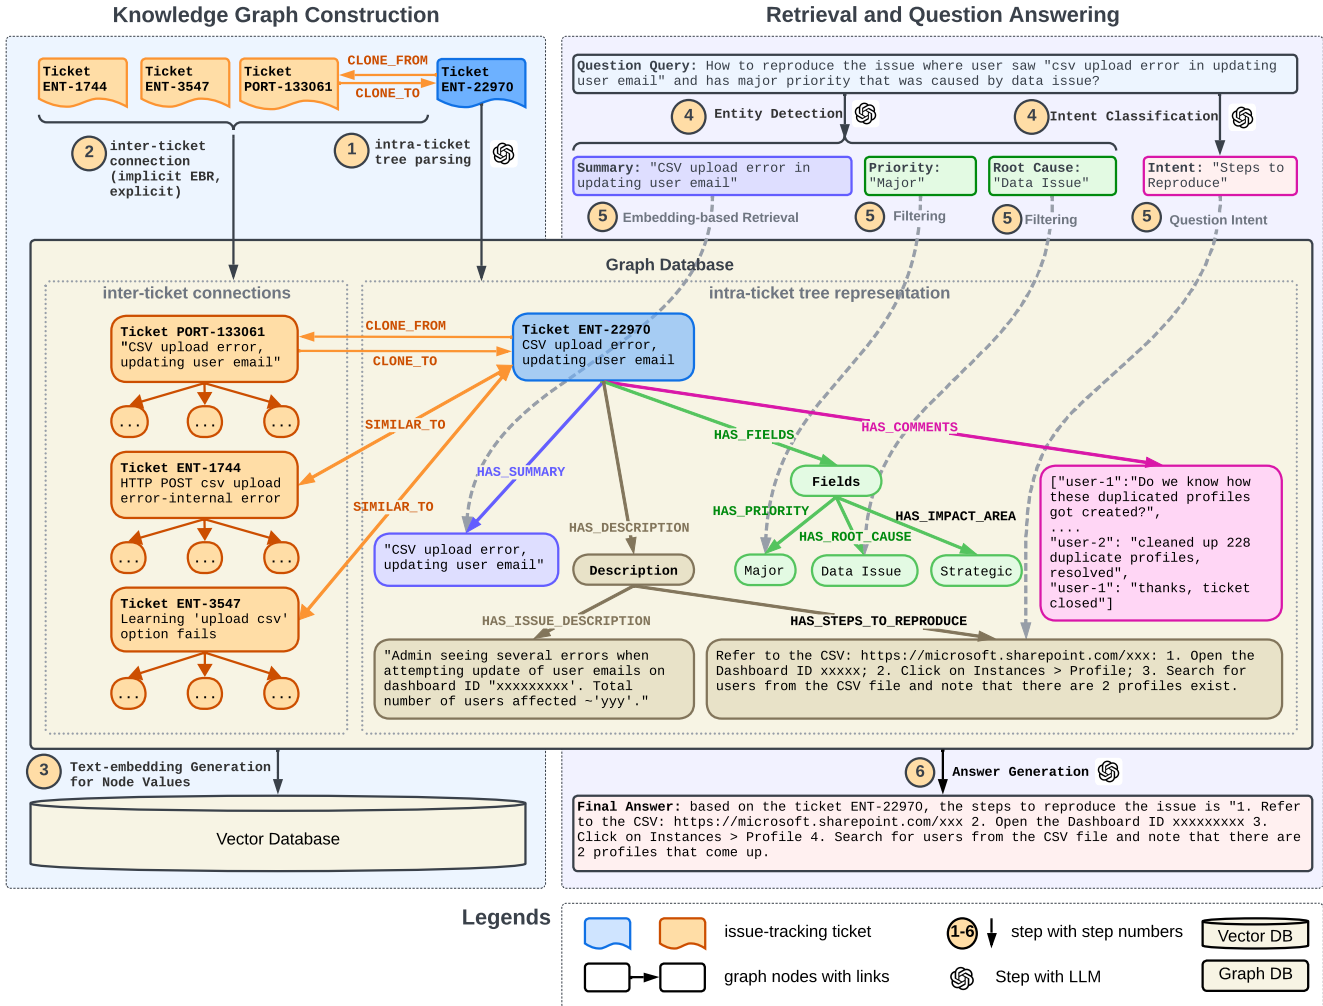 Knowledge Graph Construction
Retrieval and Question Answering
Ticket
ENT-1744
Ticket
ENT-3547
Ticket
PORT-133061
CLONE_FROM
CLONE_TO
Ticket
ENT-22970
2
inter-ticket
connection
(implicit EBR,
explicit)
1
intra-ticket
tree parsing
Question Query: How to reproduce the issue where user saw "csv upload error in updating
user email" and has major priority that was caused by data issue?
4
Entity Detection
4
Intent Classification
Summary: "CSV upload error in
updating user email"
Priority:
"Major"
Root Cause:
"Data Issue"
Intent: "Steps to
Reproduce"
5
Embedding-based Retrieval
5
Filtering
5
Filtering
5
Question Intent
Graph Database
inter-ticket connections
intra-ticket tree representation
Ticket PORT-133061
"CSV upload error,
updating user email"
...
...
...
Ticket ENT-1744
HTTP POST csv upload
error-internal error
...
...
...
Ticket ENT-3547
Learning 'upload csv'
option fails
...
...
...
CLONE_FROM
CLONE_TO
SIMILAR_TO
SIMILAR_TO
Ticket ENT-22970
CSV upload error,
updating user email
HAS_SUMMARY
HAS_DESCRIPTION
HAS_FIELDS
HAS_COMMENTS
"CSV upload error,
updating user email"
Description
Fields
HAS_PRIORITY
HAS_ROOT_CAUSE
HAS_IMPACT_AREA
Major
Data Issue
Strategic
["user-1":"Do we know how
these duplicated profiles
got created?",
....
"user-2": "cleaned up 228
duplicate profiles,
resolved",
"user-1": "thanks, ticket
closed"]
HAS_ISSUE_DESCRIPTION
HAS_STEPS_TO_REPRODUCE
"Admin seeing several errors when
attempting update of user emails on
dashboard ID "xxxxxxxxx'. Total
number of users affected ~'yyy'."
Refer to the CSV: https://microsoft.sharepoint.com/xxx: 1. Open the
Dashboard ID xxxxx; 2. Click on Instances > Profile; 3. Search for
users from the CSV file and note that there are 2 profiles exist.
3
Text-embedding Generation
for Node Values
Vector Database
6
Answer Generation
Final Answer: based on the ticket ENT-22970, the steps to reproduce the issue is "1. Refer
to the CSV: https://microsoft.sharepoint.com/xxx 2. Open the Dashboard ID xxxxxxxxx 3.
Click on Instances > Profile 4. Search for users from the CSV file and note that there are
2 profiles that come up.
Legends
issue-tracking ticket
1-6
step with step numbers
Vector DB
graph nodes with links
Step with LLM
Graph DB